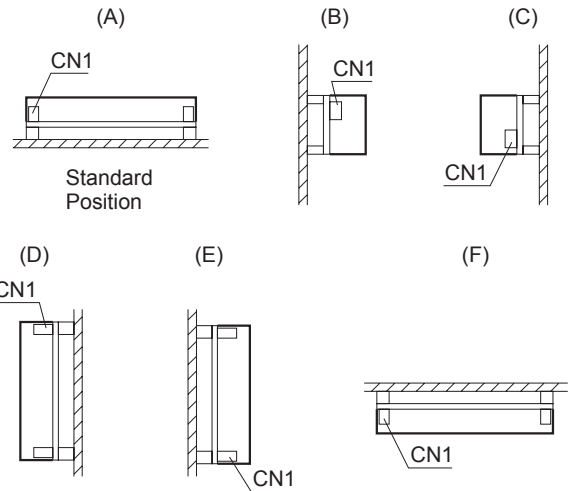 (A)
(B)
(C)
CN1
CN1
CN1
Standard
Position
(D)
(E)
(F)
CN1
CN1
CN1